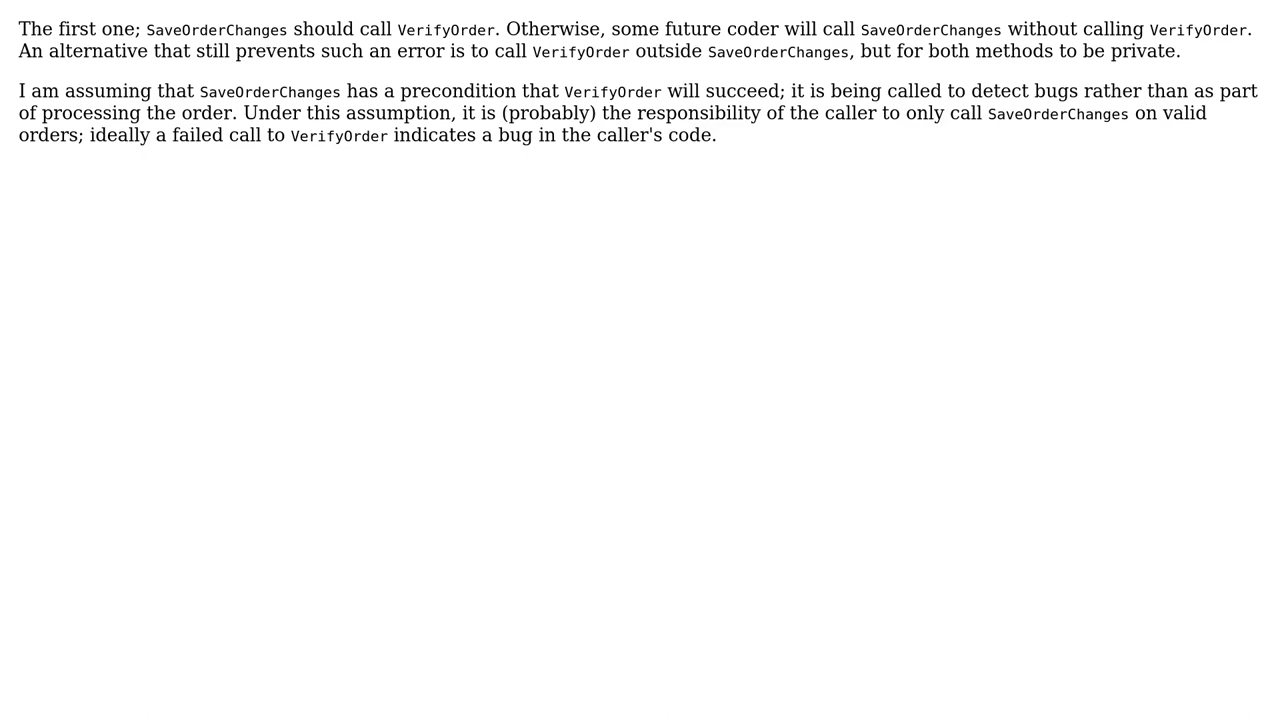 The first one; SaveOrderChanges should call VerifyOrder. Otherwise, some future coder will call SaveOrderChanges without calling VerifyOrder.
An alternative that still prevents such an error is to call VerifyOrder outside SaveOrderChanges, but for both methods to be private.
I am assuming that SaveOrderChanges has a precondition that VerifyOrder will succeed; it is being called to detect bugs rather than as part
of processing the order. Under this assumption, it is (probably) the responsibility of the caller to only call SaveOrderChanges on valid
orders; ideally a failed call to VerifyOrder indicates a bug in the caller's code.